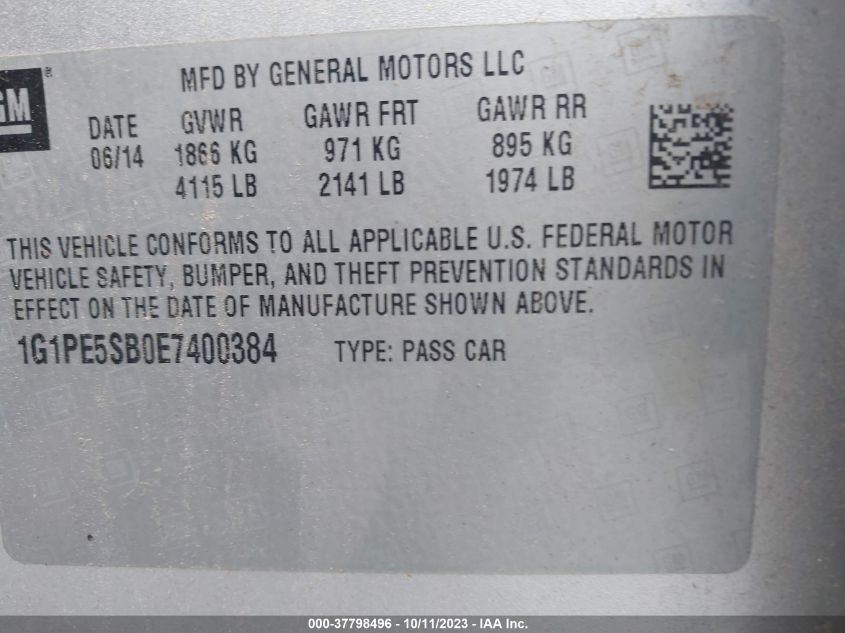 GM
®
MFD BY GENERAL MOTORS LLC
DATE GVWR GAWR FRT GAWR RR
06/14 1866 KG 971 KG 895 KG
4115 LB 2141 LB 1974 LB
THIS VEHICLE CONFORMS TO ALL APPLICABLE U.S. FEDERAL MOTOR
VEHICLE SAFETY, BUMPER, AND THEFT PREVENTION STANDARDS IN
EFFECT ON THE DATE OF MANUFACTURE SHOWN ABOVE.
1G1PE5SB0E7400384 TYPE: PASS CAR
000-37798496 - 10/11/2023 - IAA Inc.